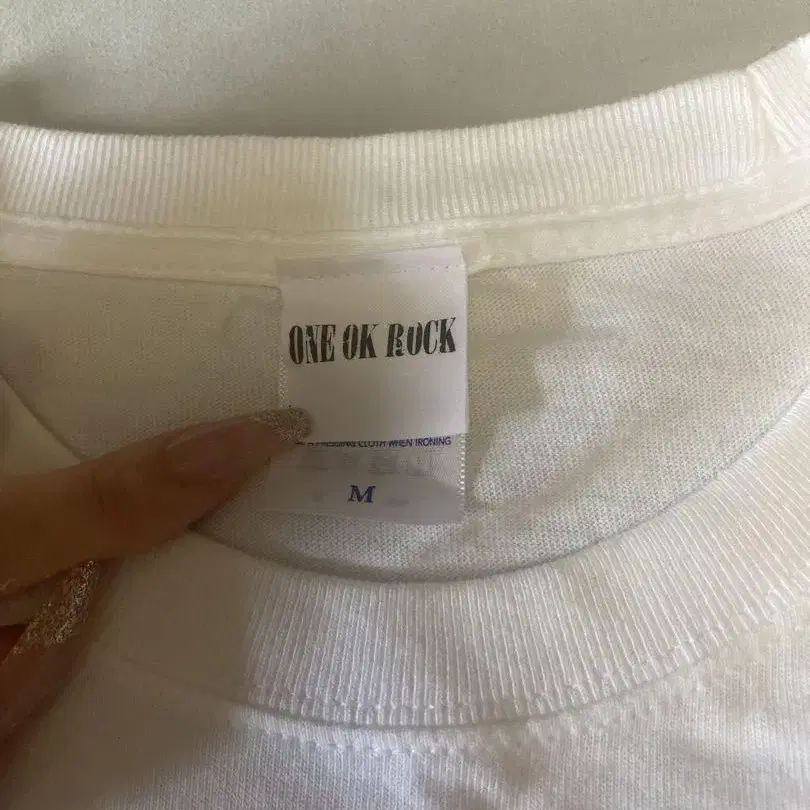 ONE OK ROCK
PRESSING CLOTH WHEN IRONING
M